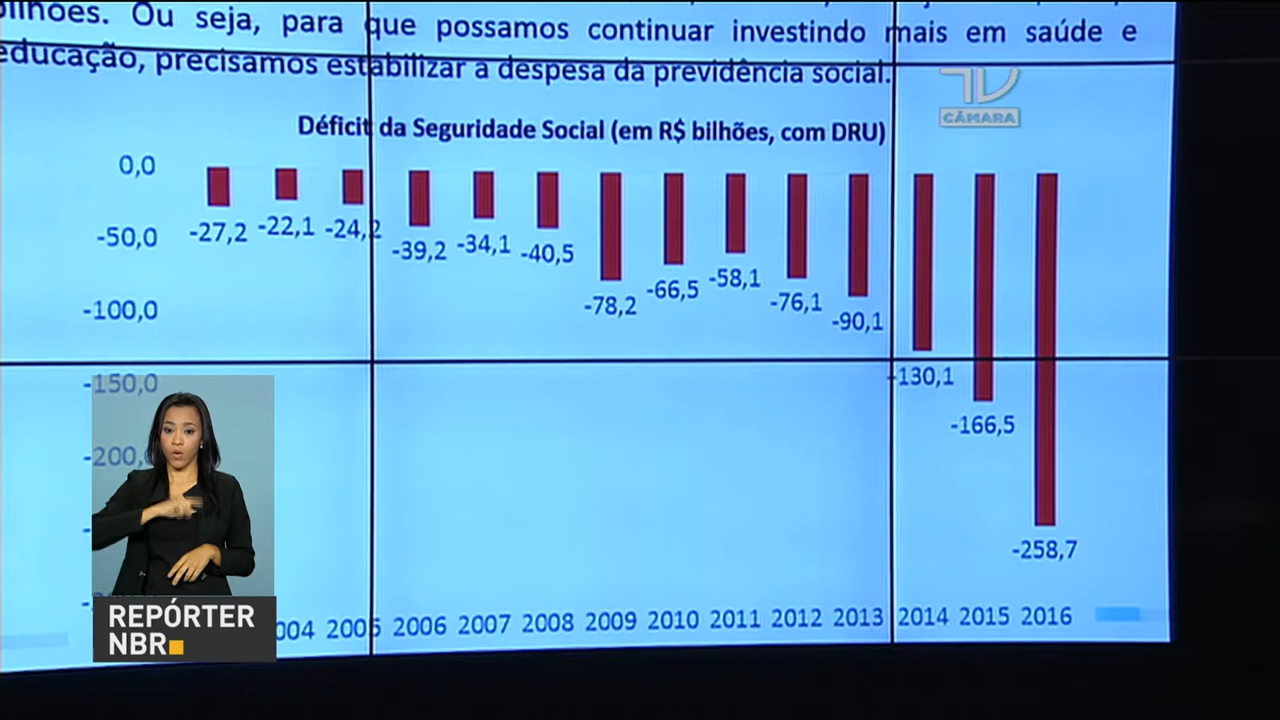 bilhões. Ou seja, para que possamos continuar investindo mais em saúde e
educação, precisamos estabilizar a despesa da previdência social.
TV
CÂMARA
Déficit da Seguridade Social (em R$ bilhões, com DRU)
0,0
-50,0
-100,0
-150,0
-200,
-27,2 -22,1 -24,2 -39,2 -34,1 -40,5 -78,2 -66,5 -58,1 -76,1 -90,1 -130,1 -166,5 -258,7
004 2005 2006 2007 2008 2009 2010 2011 2012 2013 2014 2015 2016
REPÓRTER
NBR